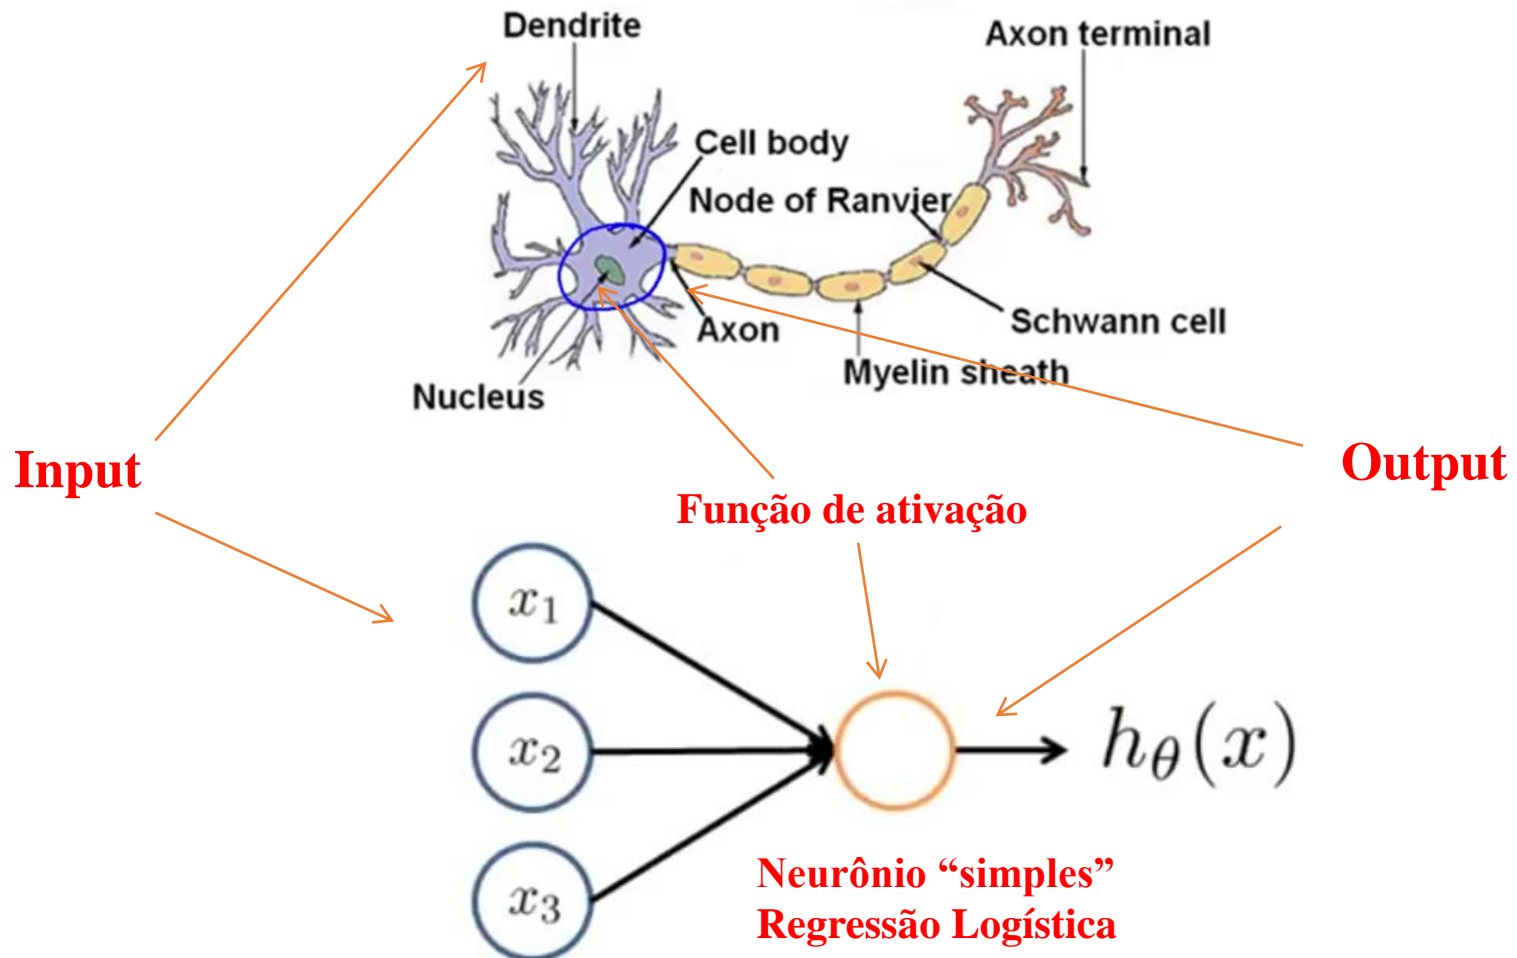 Dendrite
Axon terminal
Cell body
Node of Ranvier
Axon
Schwann cell
Myelin sheath
Nucleus
Input
Output
Função de ativação
x₁
x₂
x₃
hθ(x)
Neurônio “simples”
Regressão Logística